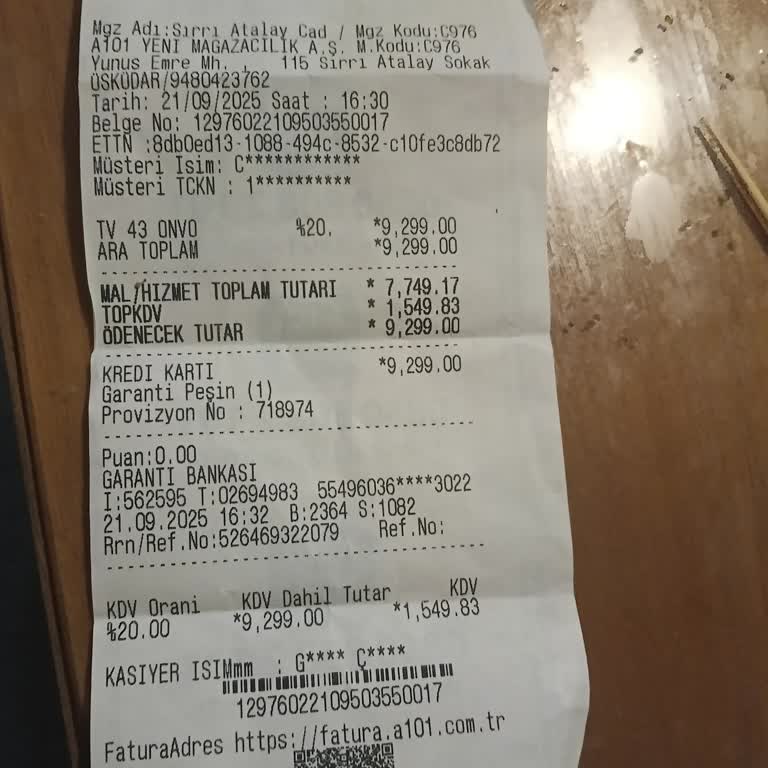 Mgz Adı:Sırrı Atalay Cad / Mgz Kodu:C976
A101 YENİ MAGAZACILIK A.Ş. M.Kodu:C976
Yunus Emre Mh. , 115 Sırrı Atalay Sokak
ÜSKÜDAR/9480423762
Tarih: 21/09/2025 Saat : 16:30
Belge No: 12976022109503550017
ETTN :8db0ed13-1088-494c-8532-c10fe3c8db72
Müsteri Isim: C************
Müsteri TCKN : 1**********
TV 43 ONVO %20. *9,299.00
ARA TOPLAM *9,299.00
MAL/HIZMET TOPLAM TUTARI * 7,749.17
TOPKDV * 1,549.83
ÖDENECEK TUTAR * 9,299.00
KREDI KARTI *9,299.00
Garanti Peşin (1)
Provizyon No : 718974
Puan:0.00
GARANTİ BANKASI
I:562595 T:02694983 55496036****3022
21.09.2025 16:32 B:2364 S:1082
Rrn/Ref.No:526469322079 Ref.No:
KDV Orani KDV Dahil Tutar KDV
%20.00 *9,299.00 *1,549.83
KASIYER ISIMmm : G**** Ç****
12976022109503550017
FaturaAdres https://fatura.a101.com.tr